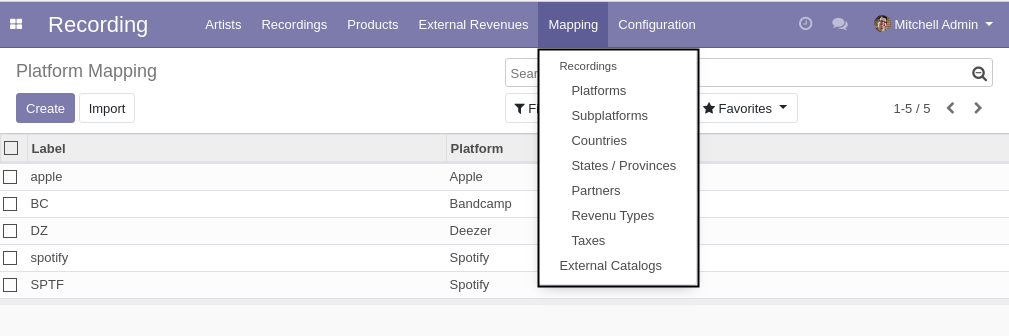 Recording Artists Recordings Products External Revenues Mapping Configuration Mitchell Admin
Platform Mapping
Create Import
Favorites 1-5 / 5
Recordings
Platforms
Subplatforms
Countries
States / Provinces
Partners
Revenu Types
Taxes
External Catalogs
Label Platform
apple Apple
BC Bandcamp
DZ Deezer
spotify Spotify
SPTF Spotify